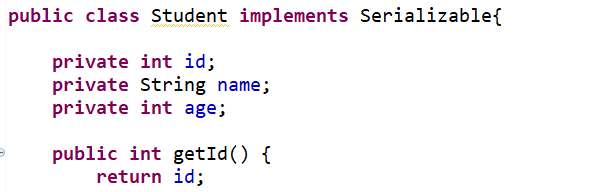 public class Student implements Serializable{
private int id;
private String name;
private int age;
public int getId() {
return id;